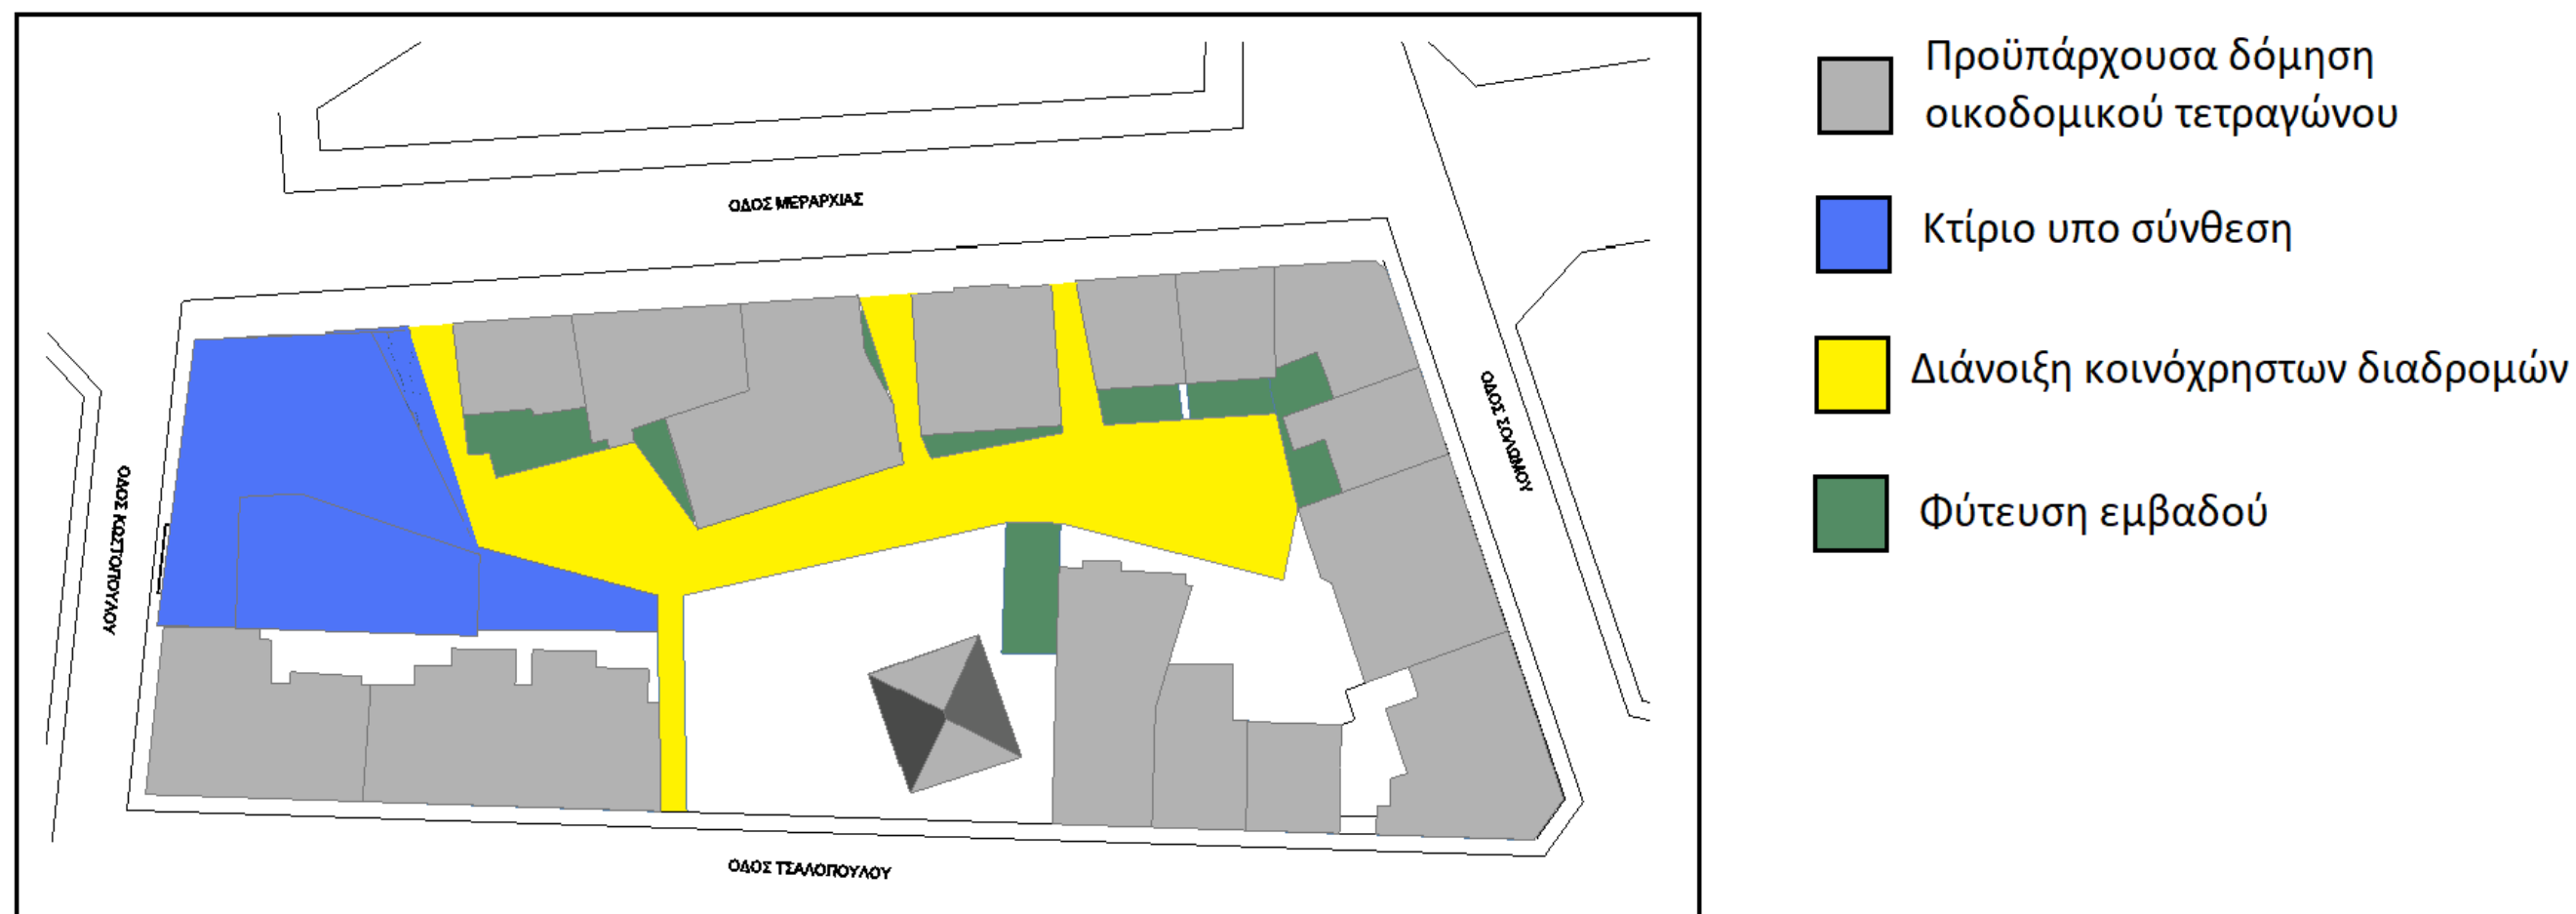 ΟΔΟΣ ΜΕΡΑΡΧΙΑΣ
ΟΔΟΣ ΚΩΣΤΟΠΟΥΛΟΥ
ΟΔΟΣ ΣΟΛΩΜΟΥ
ΟΔΟΣ ΤΣΑΛΟΠΟΥΛΟΥ
Προϋπάρχουσα δόμηση
οικοδομικού τετραγώνου
Κτίριο υπο σύνθεση
Διάνοιξη κοινόχρηστων διαδρομών
Φύτευση εμβαδού